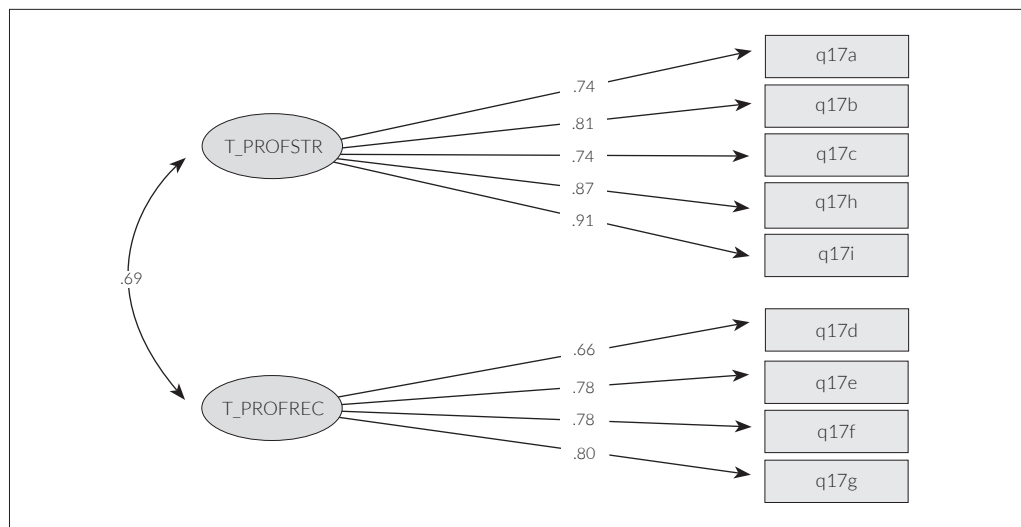 q17a
.74
q17b
.81
T_PROFSTR
q17c
.74
.87
q17h
.91
q17i
.69
q17d
.66
q17e
.78
T_PROFREC
.78
q17f
.80
q17g